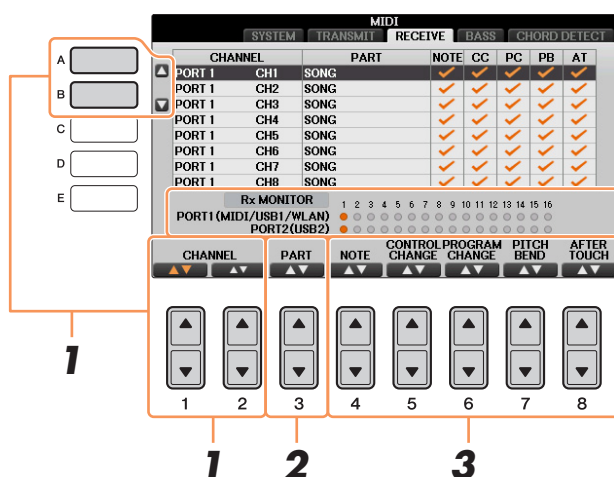 MIDI
SYSTEM TRANSMIT RECEIVE BASS CHORD DETECT
CHANNEL PART NOTE CC PC PB AT
A
PORT 1 CH1 SONG
B
PORT 1 CH2 SONG
PORT 1 CH3 SONG
C
PORT 1 CH4 SONG
PORT 1 CH5 SONG
D
PORT 1 CH6 SONG
PORT 1 CH7 SONG
E
PORT 1 CH8 SONG
Rx MONITOR 1 2 3 4 5 6 7 8 9 10 11 12 13 14 15 16
PORT1(MIDI/USB1/WLAN)
PORT2(USB2)
CHANNEL PART NOTE CONTROL CHANGE PROGRAM CHANGE PITCH BEND AFTER TOUCH
1
1 2 3 4 5 6 7 8
1 2 3